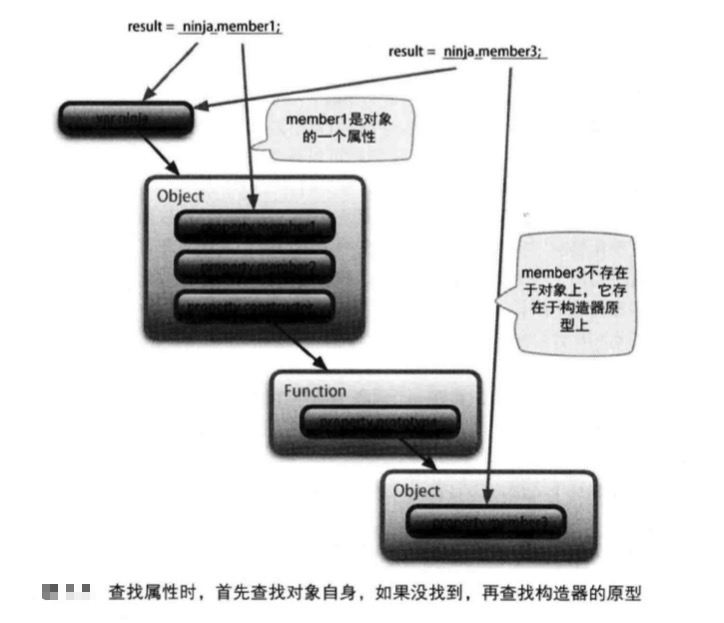 result = ninja.member1;
result = ninja.member3;
var ninja
member1是对象
的一个属性
Object
property:member1
property:member2
member3不存在
于对象上，它存
在于构造器原
型上
Function
property:prototype
Object
property:member3
查找属性时，首先查找对象自身，如果没找到，再查找构造器的原型